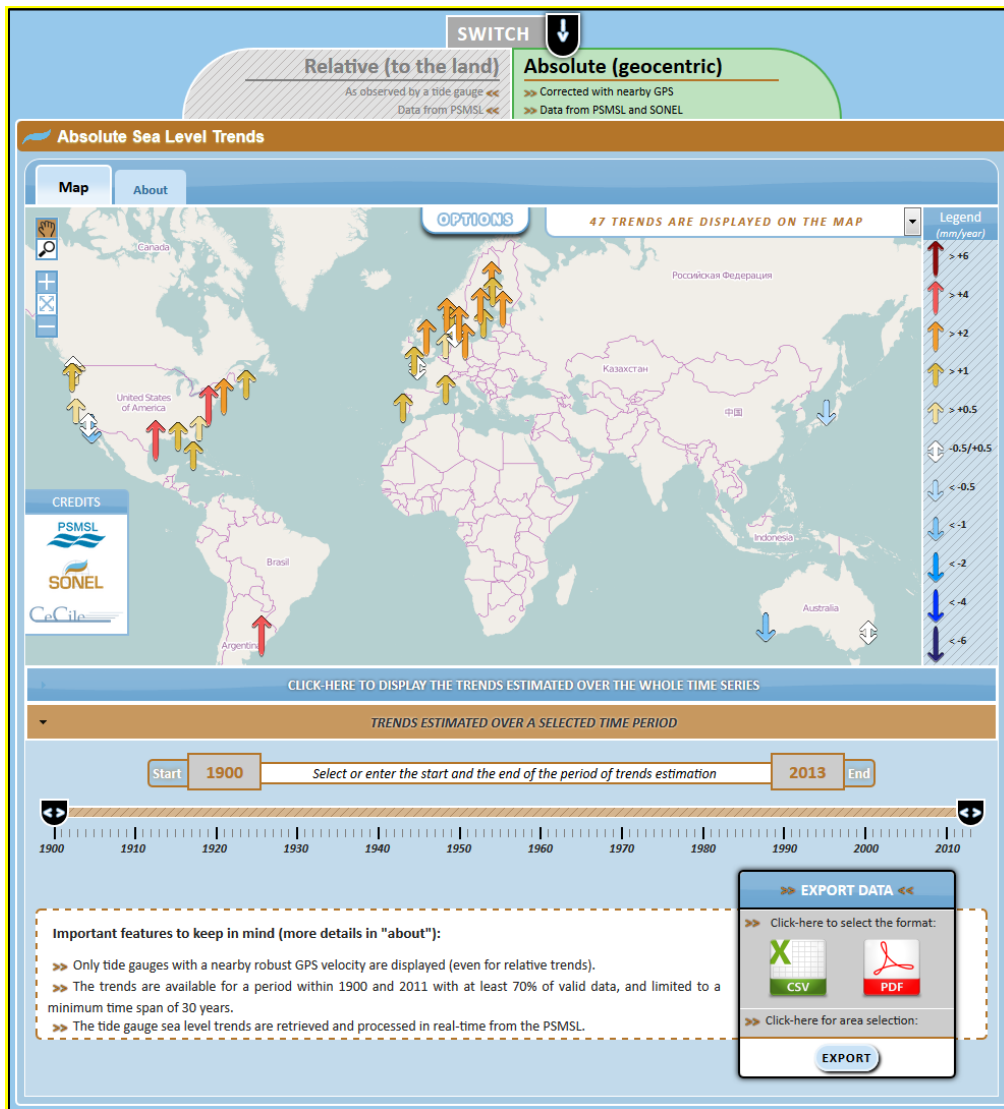 SWITCH
Relative (to the land)
As observed by a tide gauge <<
Data from PSMSL <<
Absolute (geocentric)
>> Corrected with nearby GPS
>> Data from PSMSL and SONEL
Absolute Sea Level Trends
Map
About
OPTIONS
47 TRENDS ARE DISPLAYED ON THE MAP
Legend
(mm/year)
> +6
> +4
> +2
> +1
> +0.5
-0.5/+0.5
< -0.5
< -1
< -2
< -4
< -6
Canada
Российская Федерация
United States
of America
Казахстан
中国
Indonesia
Brasil
Australia
Argentina
CREDITS
PSMSL
SONEL
CeCile
CLICK-HERE TO DISPLAY THE TRENDS ESTIMATED OVER THE WHOLE TIME SERIES
TRENDS ESTIMATED OVER A SELECTED TIME PERIOD
Start 1900 Select or enter the start and the end of the period of trends estimation 2013 End
1900 1910 1920 1930 1940 1950 1960 1970 1980 1990 2000 2010
Important features to keep in mind (more details in "about"):
>> Only tide gauges with a nearby robust GPS velocity are displayed (even for relative trends).
>> The trends are available for a period within 1900 and 2011 with at least 70% of valid data, and limited to a
minimum time span of 30 years.
>> The tide gauge sea level trends are retrieved and processed in real-time from the PSMSL.
>> EXPORT DATA <<
>> Click-here to select the format:
X
CSV
PDF
>> Click-here for area selection:
EXPORT